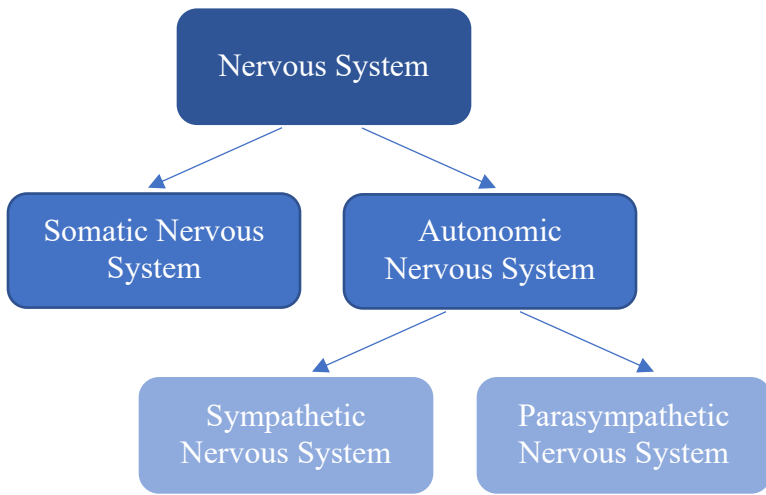 Nervous System
Somatic Nervous
System
Autonomic
Nervous System
Sympathetic
Nervous System
Parasympathetic
Nervous System